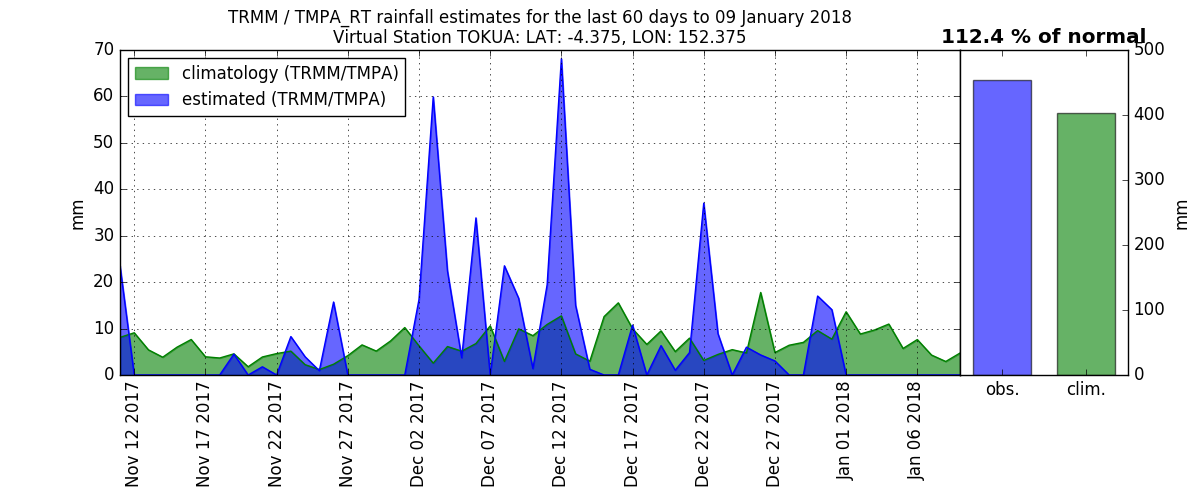 TRMM / TMPA_RT rainfall estimates for the last 60 days to 09 January 2018
Virtual Station TOKUA: LAT: -4.375, LON: 152.375
112.4 % of normal
climatology (TRMM/TMPA)
estimated (TRMM/TMPA)
70
60
50
40
30
20
10
0
mm
Nov 12 2017
Nov 17 2017
Nov 22 2017
Nov 27 2017
Dec 02 2017
Dec 07 2017
Dec 12 2017
Dec 17 2017
Dec 22 2017
Dec 27 2017
Jan 01 2018
Jan 06 2018
500
400
300
200
100
0
mm
obs.
clim.